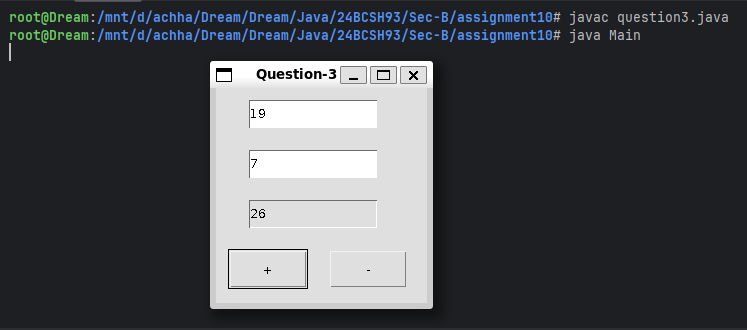 root@Dream:/mnt/d/achha/Dream/Dream/Java/24BCSH93/Sec-B/assignment10# javac question3.java
root@Dream:/mnt/d/achha/Dream/Dream/Java/24BCSH93/Sec-B/assignment10# java Main
Question-3
19
7
26
+ -